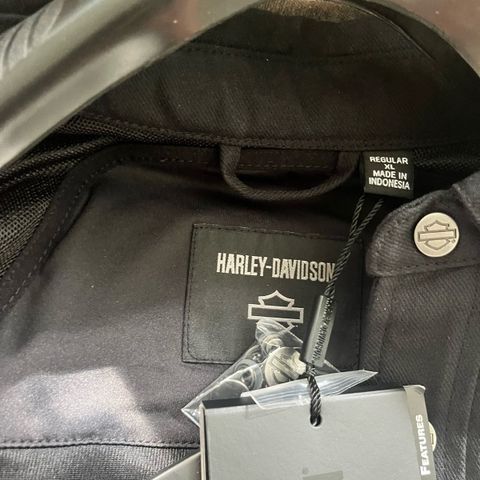 REGULAR
XL
MADE IN
INDONESIA
HARLEY-DAVIDSON
FEATURES